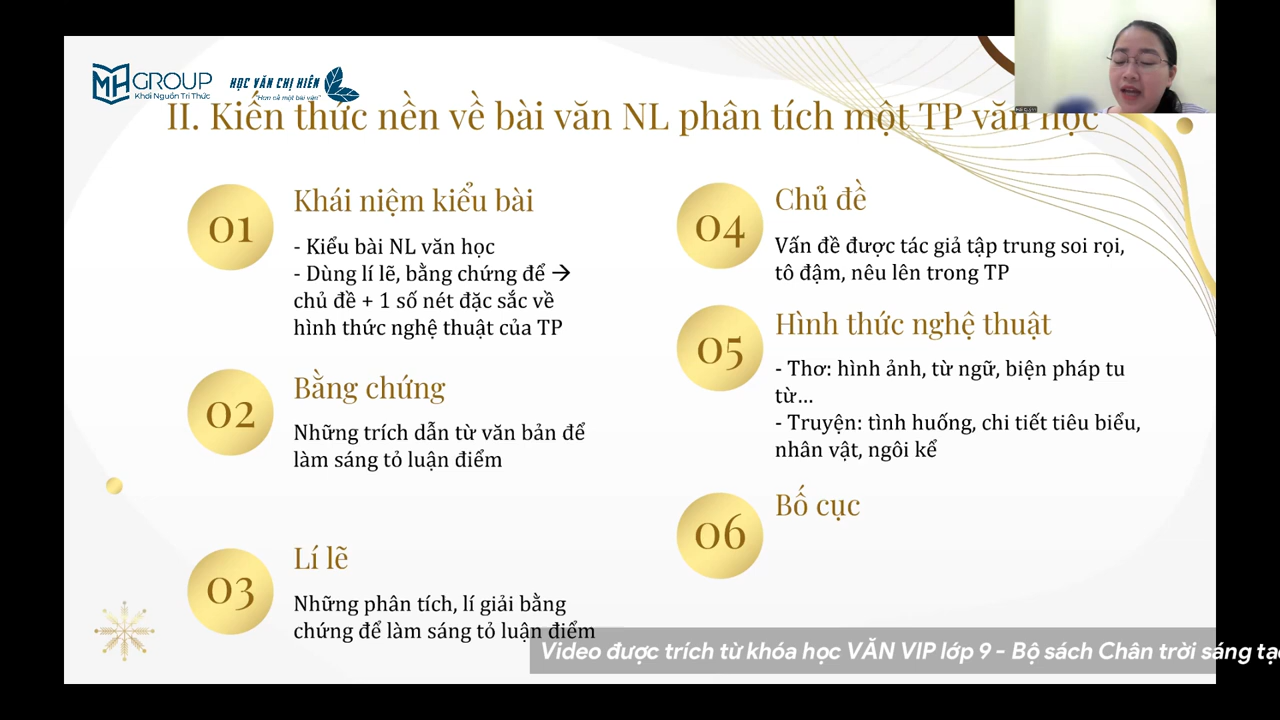 MH GROUP
Khơi Nguồn Tri Thức
HỌC VĂN CHỊ HIÊN
"Hơn cả một bài văn"
II. Kiến thức nền về bài văn NL phân tích một TP văn học
01
Khái niệm kiểu bài
- Kiểu bài NL văn học
- Dùng lí lẽ, bằng chứng để →
chủ đề + 1 số nét đặc sắc về
hình thức nghệ thuật của TP
02
Bằng chứng
Những trích dẫn từ văn bản để
làm sáng tỏ luận điểm
03
Lí lẽ
Những phân tích, lí giải bằng
chứng để làm sáng tỏ luận điểm
04
Chủ đề
Vấn đề được tác giả tập trung soi rọi,
tô đậm, nêu lên trong TP
05
Hình thức nghệ thuật
- Thơ: hình ảnh, từ ngữ, biện pháp tu
từ...
- Truyện: tình huống, chi tiết tiêu biểu,
nhân vật, ngôi kể
06
Bố cục
Video được trích từ khóa học VĂN VIP lớp 9 - Bộ sách Chân trời sáng tạo